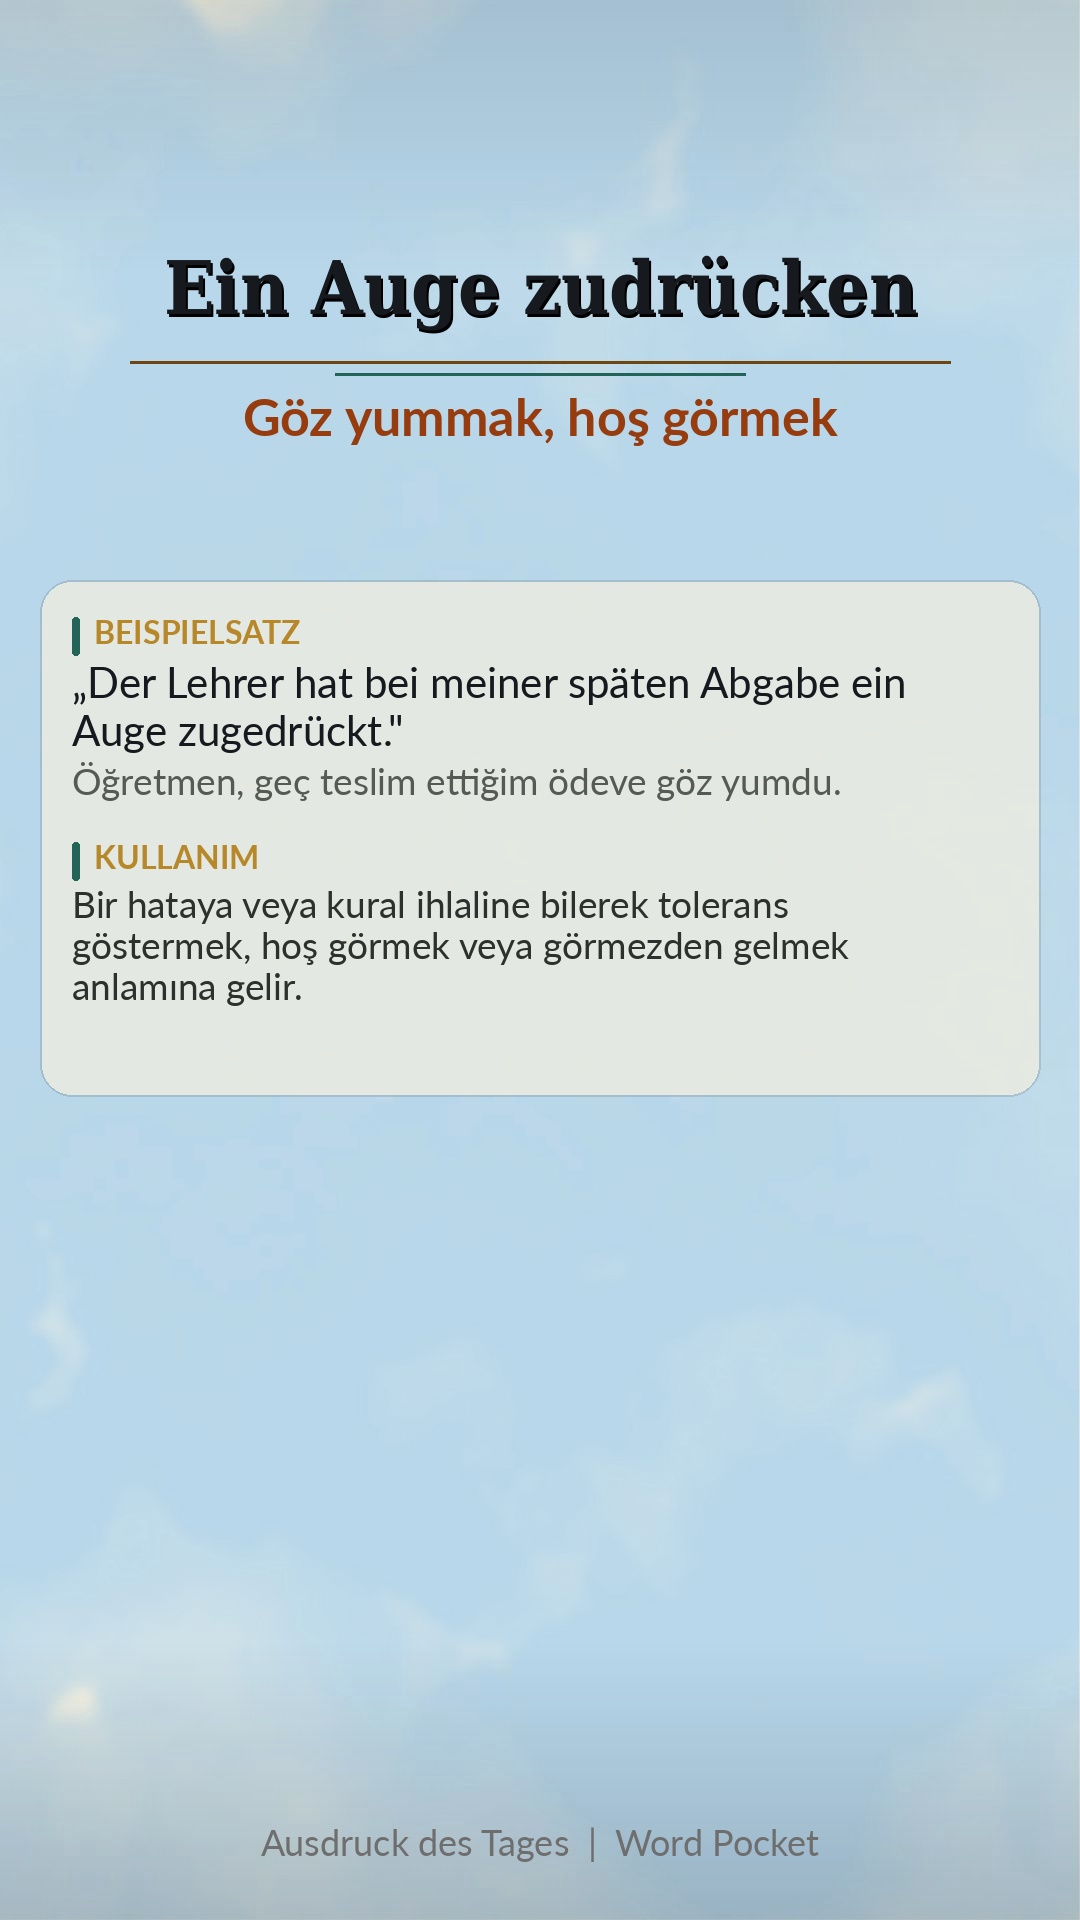 Ein Auge zudrücken
Göz yummak, hoş görmek
BEISPIELSATZ
„Der Lehrer hat bei meiner späten Abgabe ein
Auge zugedrückt."
Öğretmen, geç teslim ettiğim ödeve göz yumdu.
KULLANIM
Bir hataya veya kural ihlaline bilerek tolerans
göstermek, hoş görmek veya görmezden gelmek
anlamına gelir.
Ausdruck des Tages | Word Pocket